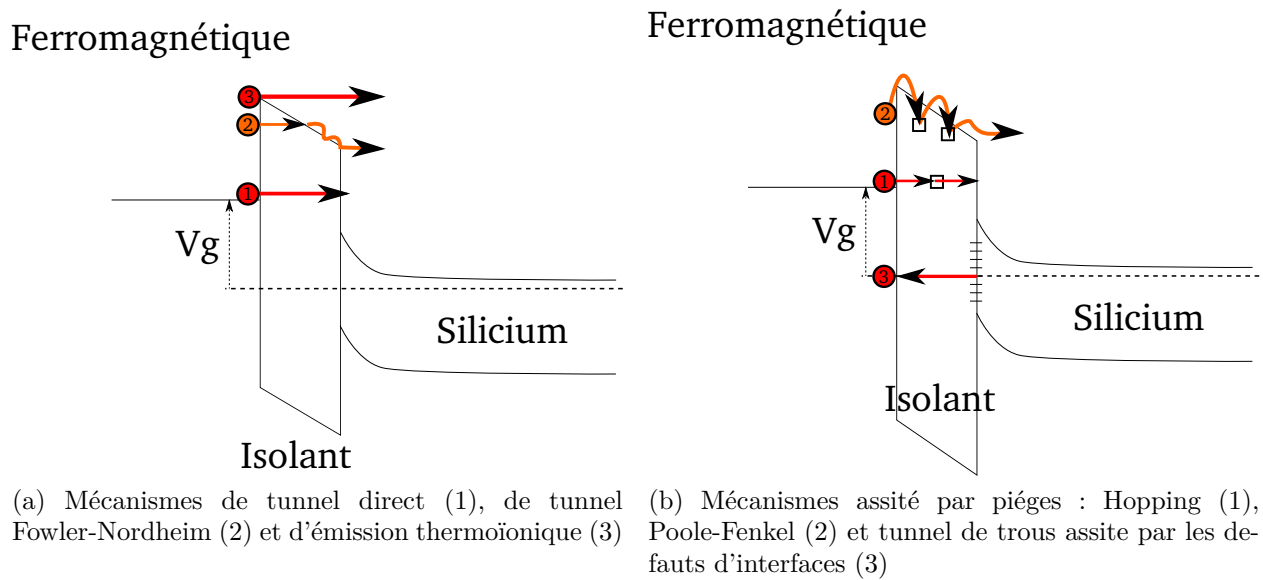 Ferromagnétique
3
2
1
Vg
Silicium
Isolant
(a) Mécanismes de tunnel direct (1), de tunnel
Fowler-Nordheim (2) et d'émission thermoïonique (3)
Ferromagnétique
2
1
Vg
3
Silicium
Isolant
(b) Mécanismes assité par piéges : Hopping (1),
Poole-Fenkel (2) et tunnel de trous assite par les de-
fauts d'interfaces (3)